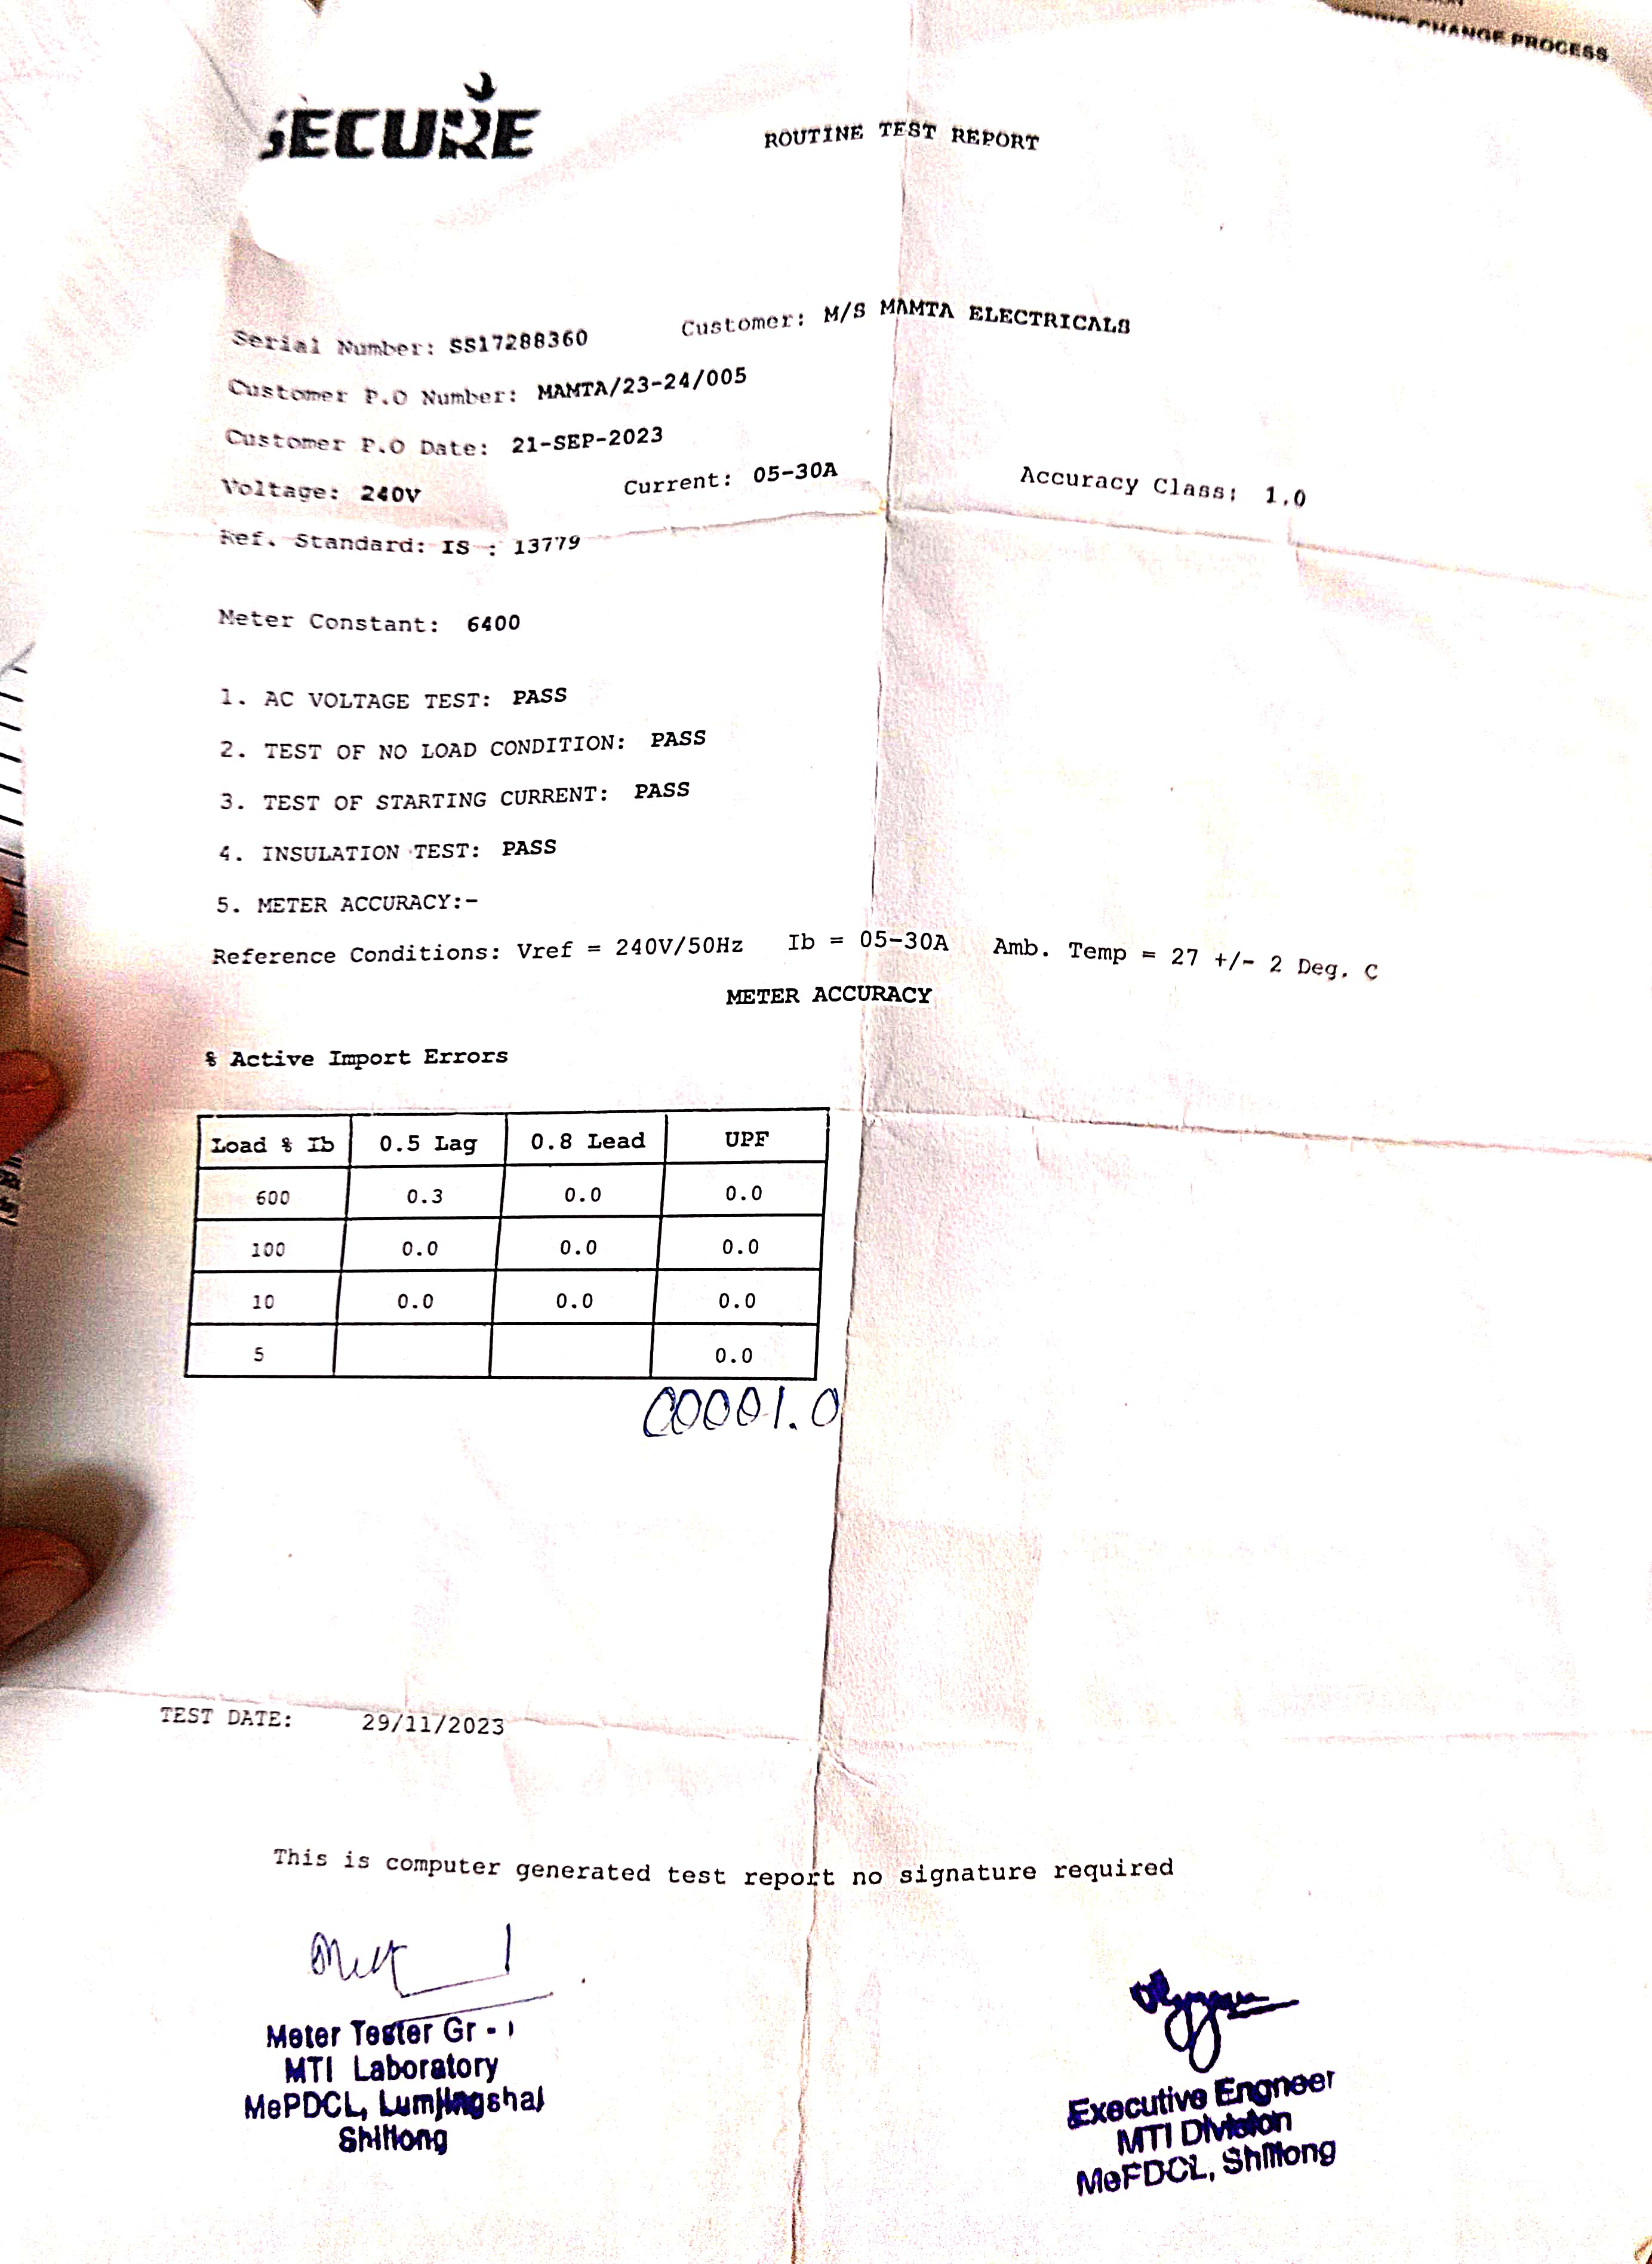 CHANGE PROCESS
SECURE
ROUTINE TEST REPORT
Serial Number: SS17288360 Customer: M/S MAMTA ELECTRICALS
Customer P.O Number: MAMTA/23-24/005
Customer P.O Date: 21-SEP-2023
Voltage: 240V Current: 05-30A Accuracy Class: 1.0
Ref. Standard: IS : 13779
Meter Constant: 6400
1. AC VOLTAGE TEST: PASS
2. TEST OF NO LOAD CONDITION: PASS
3. TEST OF STARTING CURRENT: PASS
4. INSULATION TEST: PASS
5. METER ACCURACY:-
Reference Conditions: Vref = 240V/50Hz Ib = 05-30A Amb. Temp = 27 +/- 2 Deg. C
METER ACCURACY
% Active Import Errors
Load % Ib 0.5 Lag 0.8 Lead UPF
600 0.3 0.0 0.0
100 0.0 0.0 0.0
10 0.0 0.0 0.0
5 0.0
00001.0
TEST DATE: 29/11/2023
This is computer generated test report no signature required
Meter Tester Gr - I
MTI Laboratory
MePDCL, Lumjingshai
Shillong
Executive Engneer
MTI Division
MePDCL, Shillong